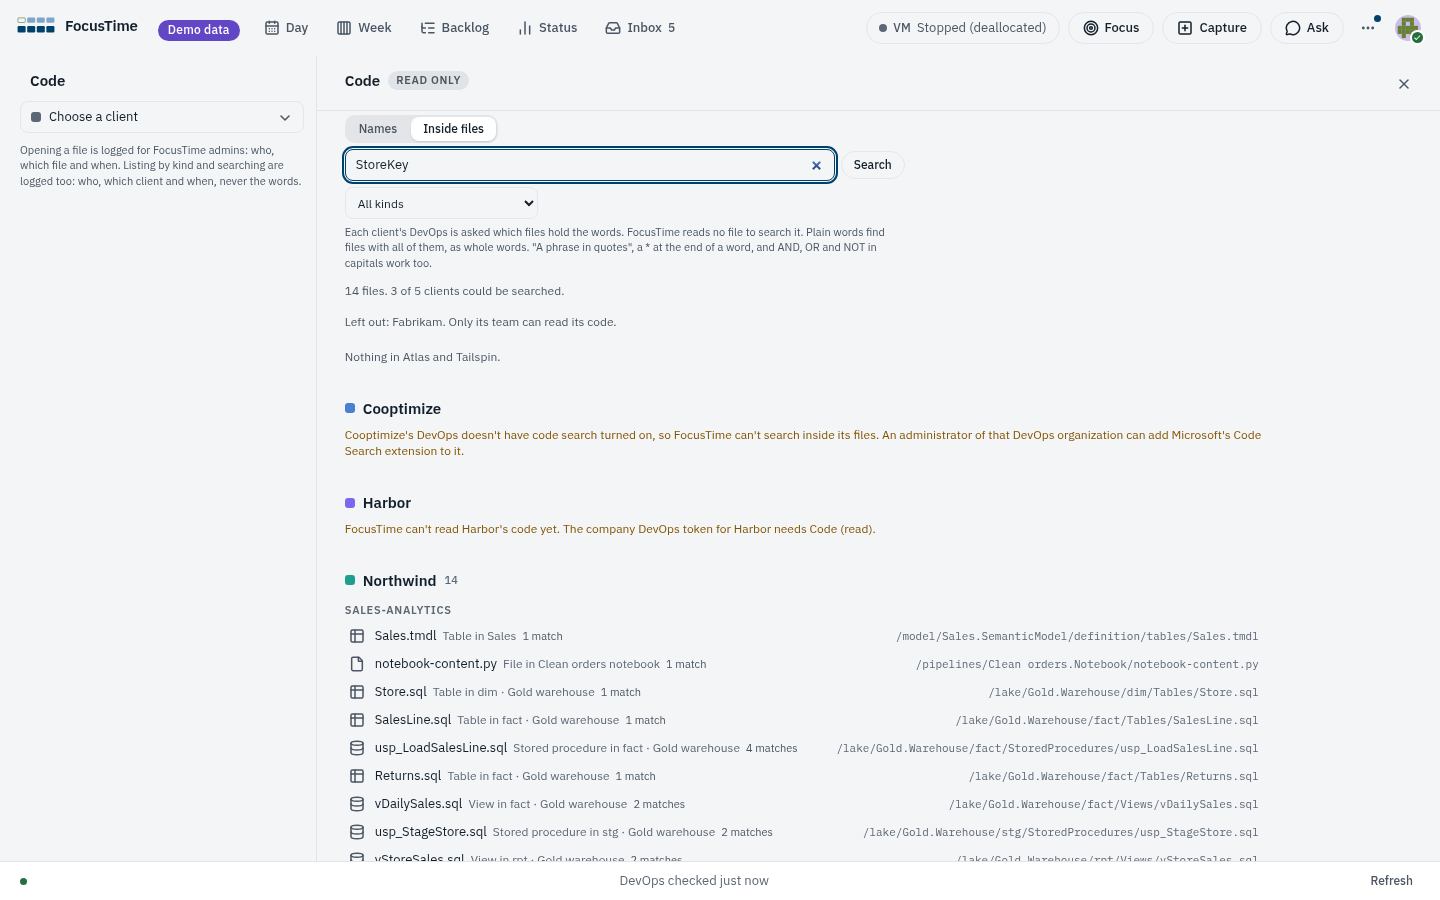 FocusTime
Demo data
Day
Week
Backlog
Status
Inbox 5
VM Stopped (deallocated)
Focus
Capture
Ask
Code
Choose a client
Opening a file is logged for FocusTime admins: who,
which file and when. Listing by kind and searching are
logged too: who, which client and when, never the words.
Code READ ONLY
Names
Inside files
StoreKey
Search
All kinds
Each client's DevOps is asked which files hold the words. FocusTime reads no file to search it. Plain words find
files with all of them, as whole words. "A phrase in quotes", a * at the end of a word, and AND, OR and NOT in
capitals work too.
14 files. 3 of 5 clients could be searched.
Left out: Fabrikam. Only its team can read its code.
Nothing in Atlas and Tailspin.
Cooptimize
Cooptimize's DevOps doesn't have code search turned on, so FocusTime can't search inside its files. An administrator of that DevOps organization can add Microsoft's Code
Search extension to it.
Harbor
FocusTime can't read Harbor's code yet. The company DevOps token for Harbor needs Code (read).
Northwind 14
SALES-ANALYTICS
Sales.tmdl Table in Sales 1 match /model/Sales.SemanticModel/definition/tables/Sales.tmdl
notebook-content.py File in Clean orders notebook 1 match /pipelines/Clean orders.Notebook/notebook-content.py
Store.sql Table in dim · Gold warehouse 1 match /lake/Gold.Warehouse/dim/Tables/Store.sql
SalesLine.sql Table in fact · Gold warehouse 1 match /lake/Gold.Warehouse/fact/Tables/SalesLine.sql
usp_LoadSalesLine.sql Stored procedure in fact · Gold warehouse 4 matches /lake/Gold.Warehouse/fact/StoredProcedures/usp_LoadSalesLine.sql
Returns.sql Table in fact · Gold warehouse 1 match /lake/Gold.Warehouse/fact/Tables/Returns.sql
vDailySales.sql View in fact · Gold warehouse 2 matches /lake/Gold.Warehouse/fact/Views/vDailySales.sql
usp_StageStore.sql Stored procedure in stg · Gold warehouse 2 matches /lake/Gold.Warehouse/stg/StoredProcedures/usp_StageStore.sql
vStoreSales.sql View in rpt · Gold warehouse 2 matches /lake/Gold.Warehouse/rpt/Views/vStoreSales.sql
DevOps checked just now
Refresh